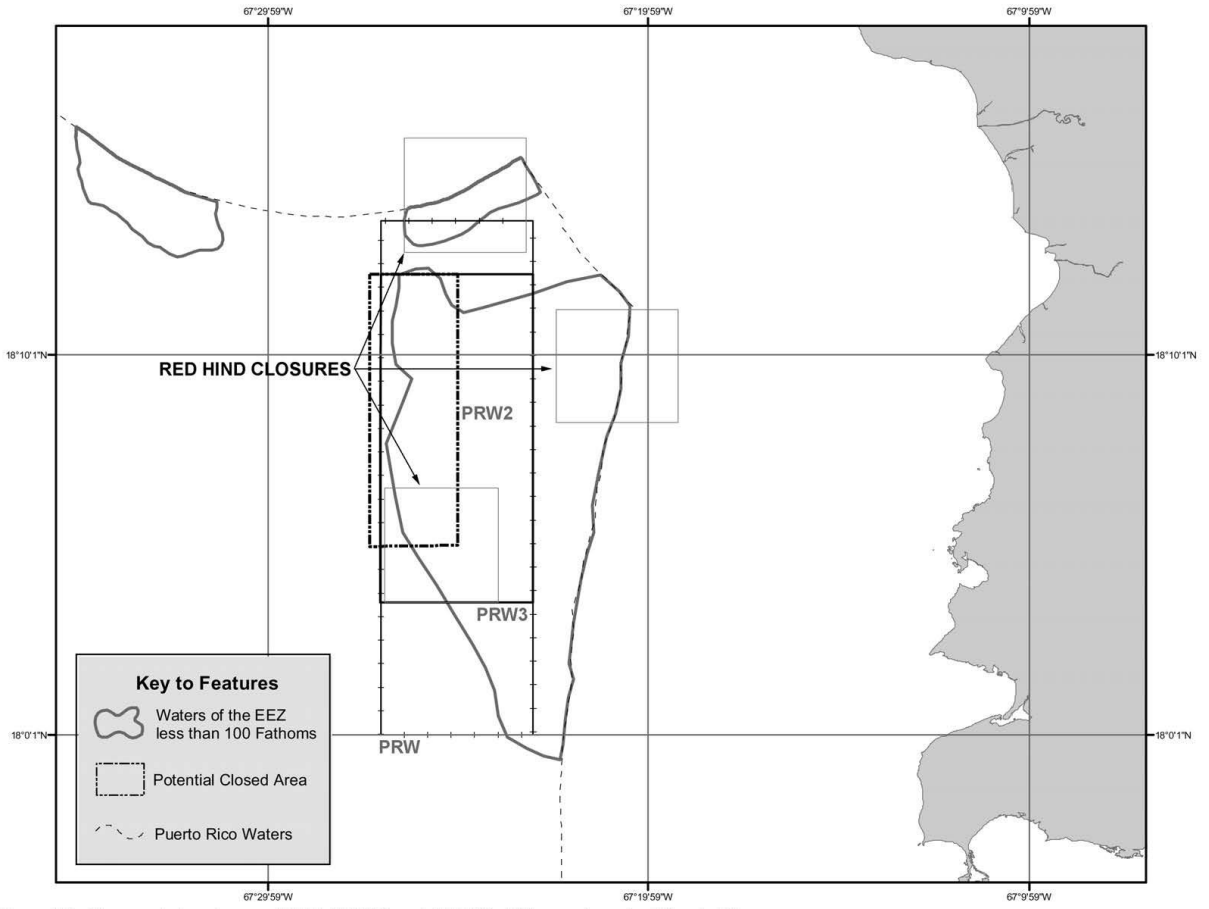 67°29'59"W
67°19'59"W
67°9'59"W
18°10'1"N
18°10'1"N
RED HIND CLOSURES
PRW2
PRW3
Key to Features
Waters of the EEZ
less than 100 Fathoms
Potential Closed Area
Puerto Rico Waters
PRW
18°0'1"N
18°0'1"N
67°29'59"W
67°19'59"W
67°9'59"W